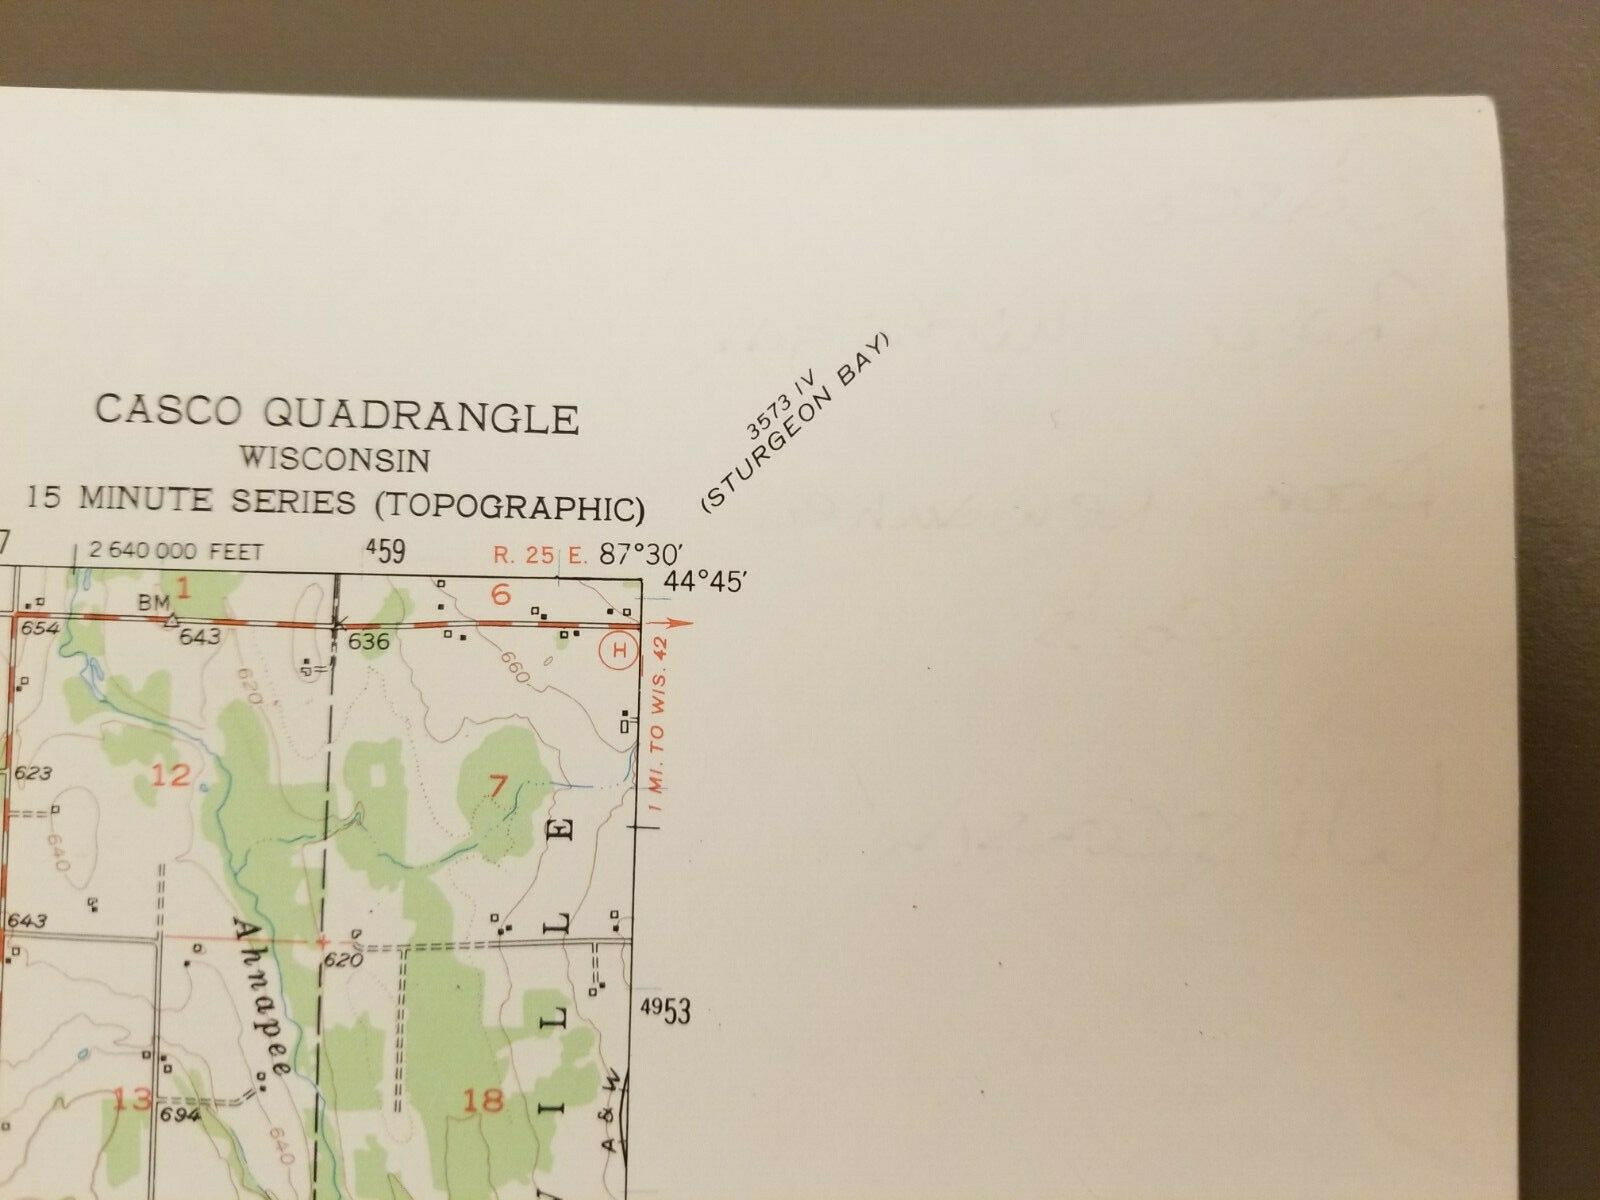 3573 IV
(STURGEON BAY)
CASCO QUADRANGLE
WISCONSIN
15 MINUTE SERIES (TOPOGRAPHIC)
7 2 640 000 FEET 459 R. 25 E. 87°30′
44°45′
1 6
BM
654 643 636
H
660
620
1 MI. TO WIS. 42
12 7
623
640
643
620
Ahnapee
4953
13 18
694
640
A & W
V I L L E